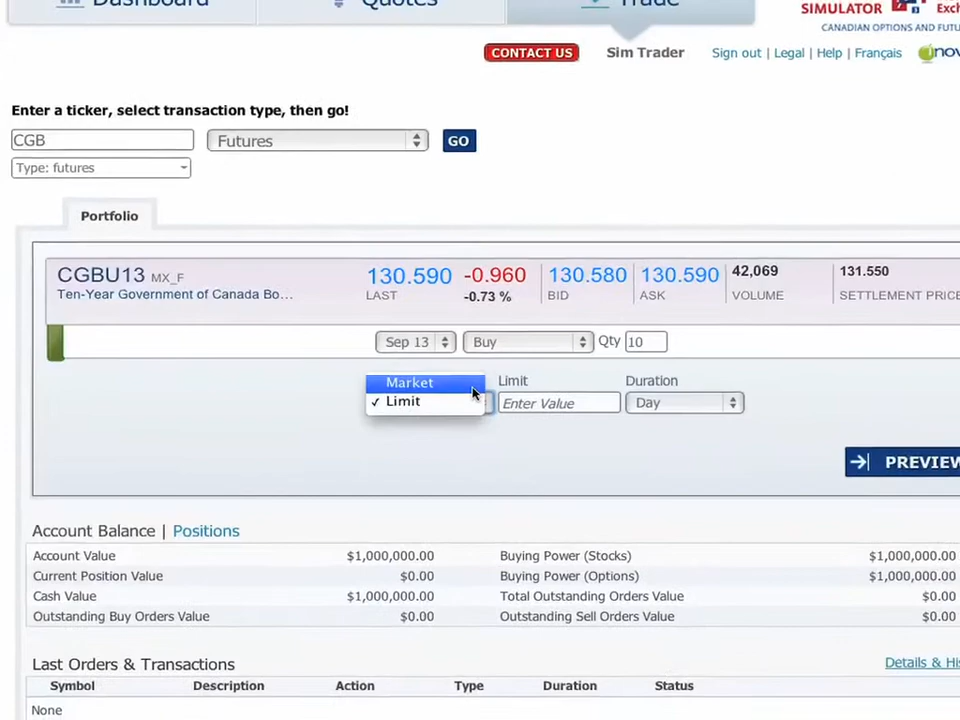 Dashboard Quotes Trade
SIMULATOR
CANADIAN OPTIONS AND FUTU
CONTACT US Sim Trader Sign out | Legal | Help | Français
Enter a ticker, select transaction type, then go!
CGB Futures GO
Type: futures
Portfolio
CGBU13 MX_F 130.590 -0.960 130.580 130.590 42,069 131.550
Ten-Year Government of Canada Bo... LAST -0.73 % BID ASK VOLUME SETTLEMENT PRICE
Sep 13 Buy Qty 10
Market Limit Duration
✓ Limit Enter Value Day
PREVIEW
Account Balance | Positions
Account Value $1,000,000.00 Buying Power (Stocks) $1,000,000.00
Current Position Value $0.00 Buying Power (Options) $1,000,000.00
Cash Value $1,000,000.00 Total Outstanding Orders Value $0.00
Outstanding Buy Orders Value $0.00 Outstanding Sell Orders Value $0.00
Last Orders & Transactions Details & His
Symbol Description Action Type Duration Status
None